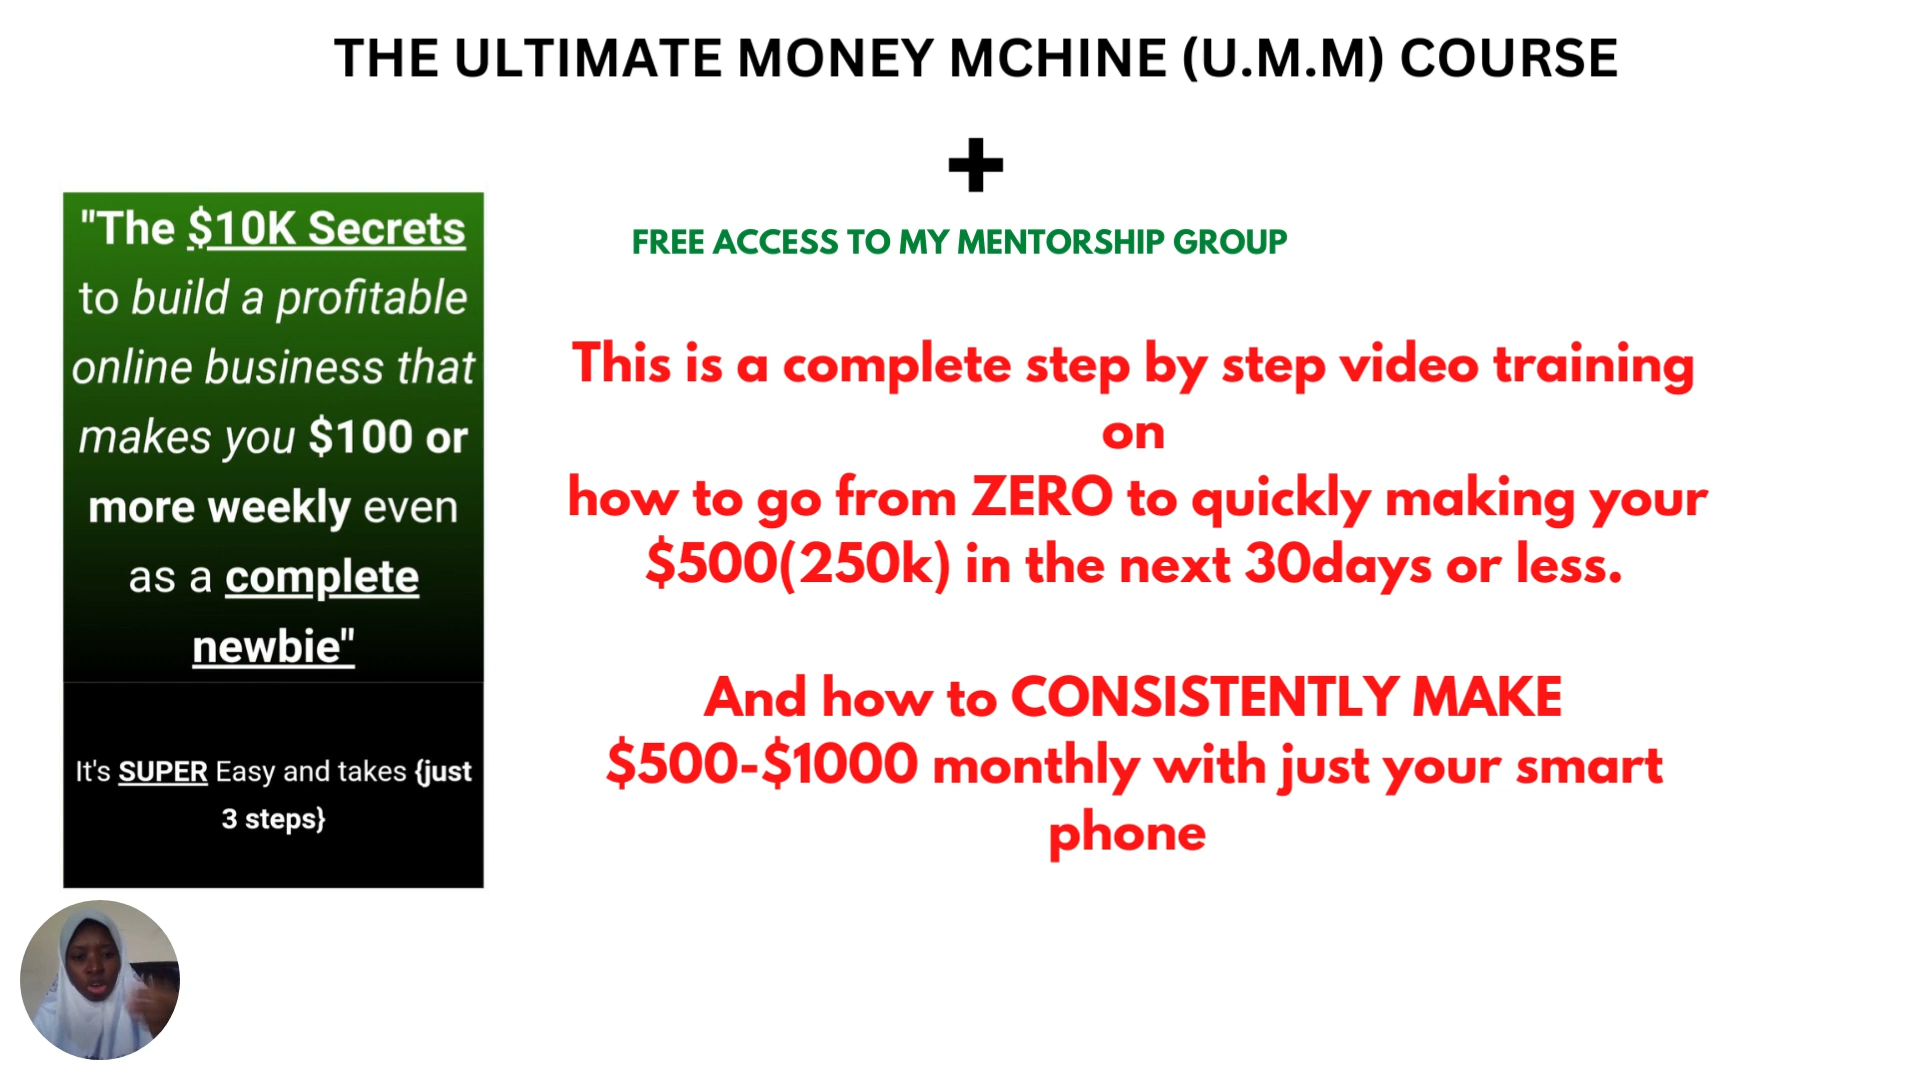 THE ULTIMATE MONEY MCHINE (U.M.M) COURSE
+
FREE ACCESS TO MY MENTORSHIP GROUP
"The $10K Secrets
to build a profitable
online business that
makes you $100 or
more weekly even
as a complete
newbie"
It's SUPER Easy and takes {just
3 steps}
This is a complete step by step video training
on
how to go from ZERO to quickly making your
$500(250k) in the next 30days or less.
And how to CONSISTENTLY MAKE
$500-$1000 monthly with just your smart
phone